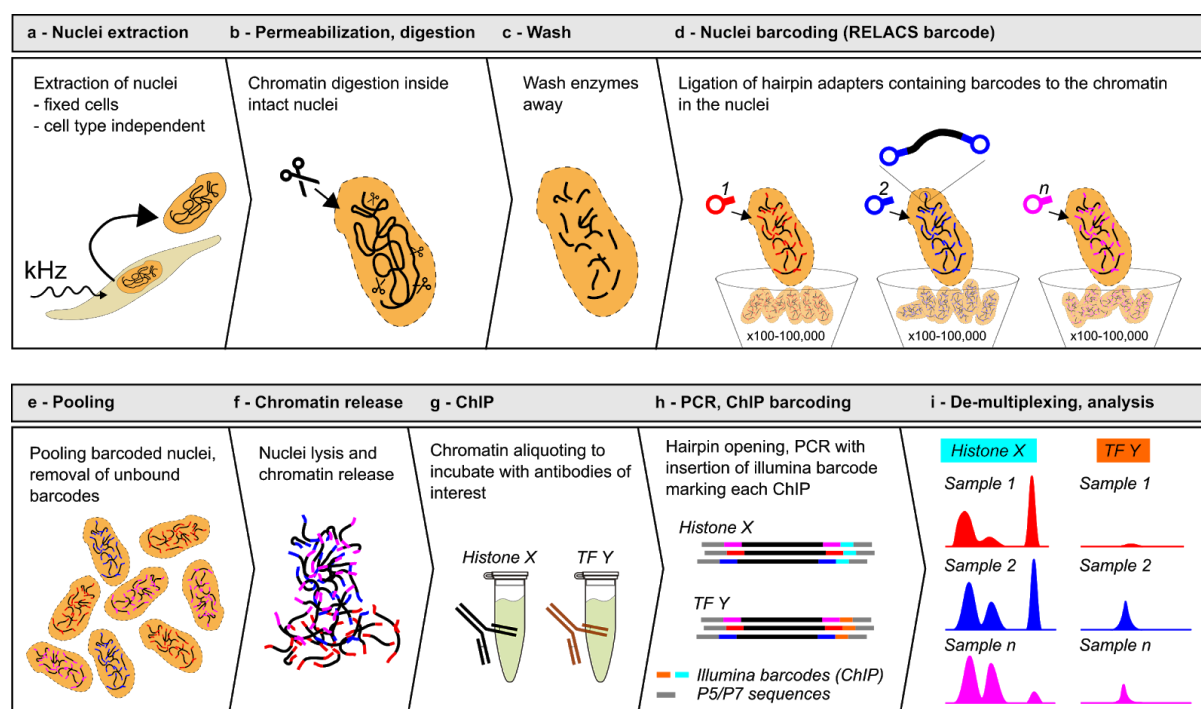 a - Nuclei extraction
b - Permeabilization, digestion
c - Wash
d - Nuclei barcoding (RELACS barcode)
Extraction of nuclei
- fixed cells
- cell type independent
kHz
Chromatin digestion inside
intact nuclei
Wash enzymes
away
Ligation of hairpin adapters containing barcodes to the chromatin
in the nuclei
1
2
n
x100-100,000
x100-100,000
x100-100,000
e - Pooling
f - Chromatin release
g - ChIP
h - PCR, ChIP barcoding
i - De-multiplexing, analysis
Pooling barcoded nuclei,
removal of unbound
barcodes
Nuclei lysis and
chromatin release
Chromatin aliquoting to
incubate with antibodies of
interest
Histone X
TF Y
Hairpin opening, PCR with
insertion of illumina barcode
marking each ChIP
Histone X
TF Y
Illumina barcodes (ChIP)
P5/P7 sequences
Histone X
TF Y
Sample 1
Sample 1
Sample 2
Sample 2
Sample n
Sample n